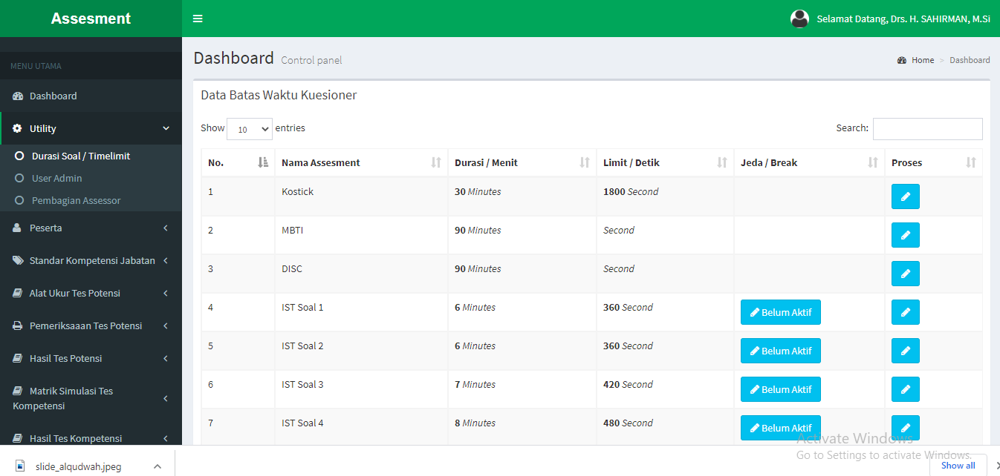 Assesment
Selamat Datang, Drs. H. SAHIRMAN, M.Si
MENU UTAMA
Dashboard
Utility
Durasi Soal / Timelimit
User Admin
Pembagian Assessor
Peserta
Standar Kompetensi Jabatan
Alat Ukur Tes Potensi
Pemeriksaaan Tes Potensi
Hasil Tes Potensi
Matrik Simulasi Tes
Kompetensi
Hasil Tes Kompetensi
Dashboard Control panel
Home > Dashboard
Data Batas Waktu Kuesioner
Show 10 entries
Search:
No. Nama Assesment Durasi / Menit Limit / Detik Jeda / Break Proses
1 Kostick 30 Minutes 1800 Second
2 MBTI 90 Minutes Second
3 DISC 90 Minutes Second
4 IST Soal 1 6 Minutes 360 Second Belum Aktif
5 IST Soal 2 6 Minutes 360 Second Belum Aktif
6 IST Soal 3 7 Minutes 420 Second Belum Aktif
7 IST Soal 4 8 Minutes 480 Second Belum Aktif
Activate Windows
Go to Settings to activate Windows.
slide_alqudwah.jpeg
Show all